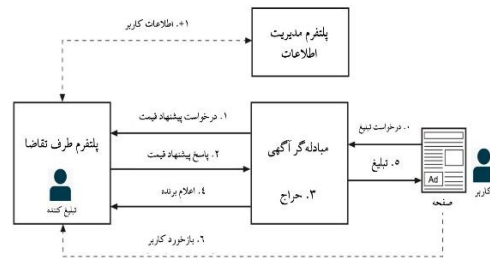 ۱+. اطلاعات کاربر
پلتفرم مدیریت
اطلاعات
پلتفرم طرف تقاضا
تبلیغ کننده
۱. درخواست پیشنهاد قیمت
۲. پاسخ پیشنهاد قیمت
۴. اعلام برنده
مبادله‌گر آگهی
۳. حراج
۰. درخواست تبلیغ
۵. تبلیغ
Ad
صفحه
کاربر
۶. بازخورد کاربر